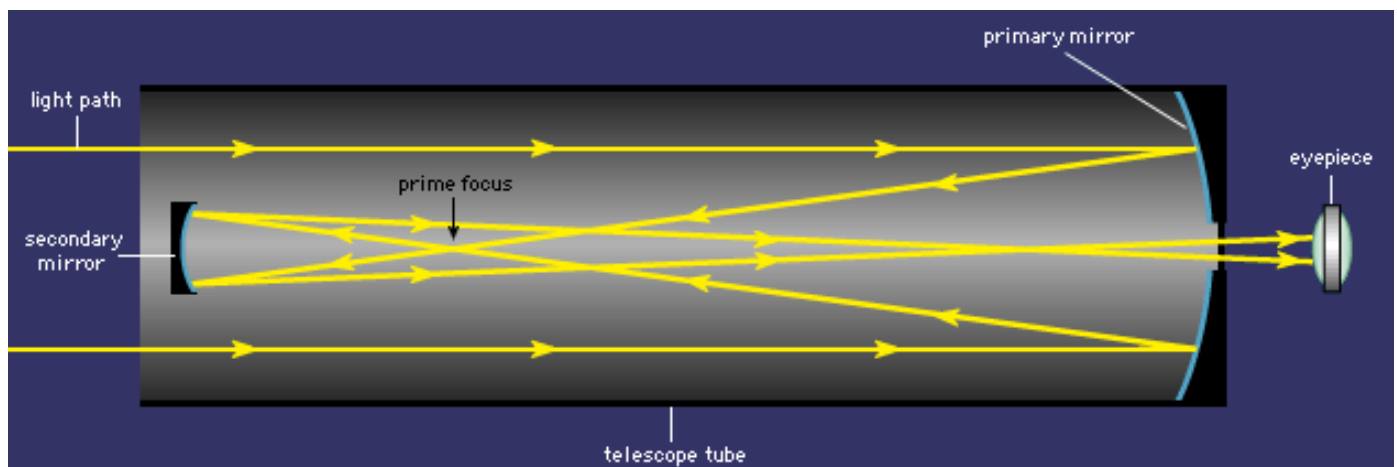 primary mirror
light path
eyepiece
prime focus
secondary
mirror
telescope tube